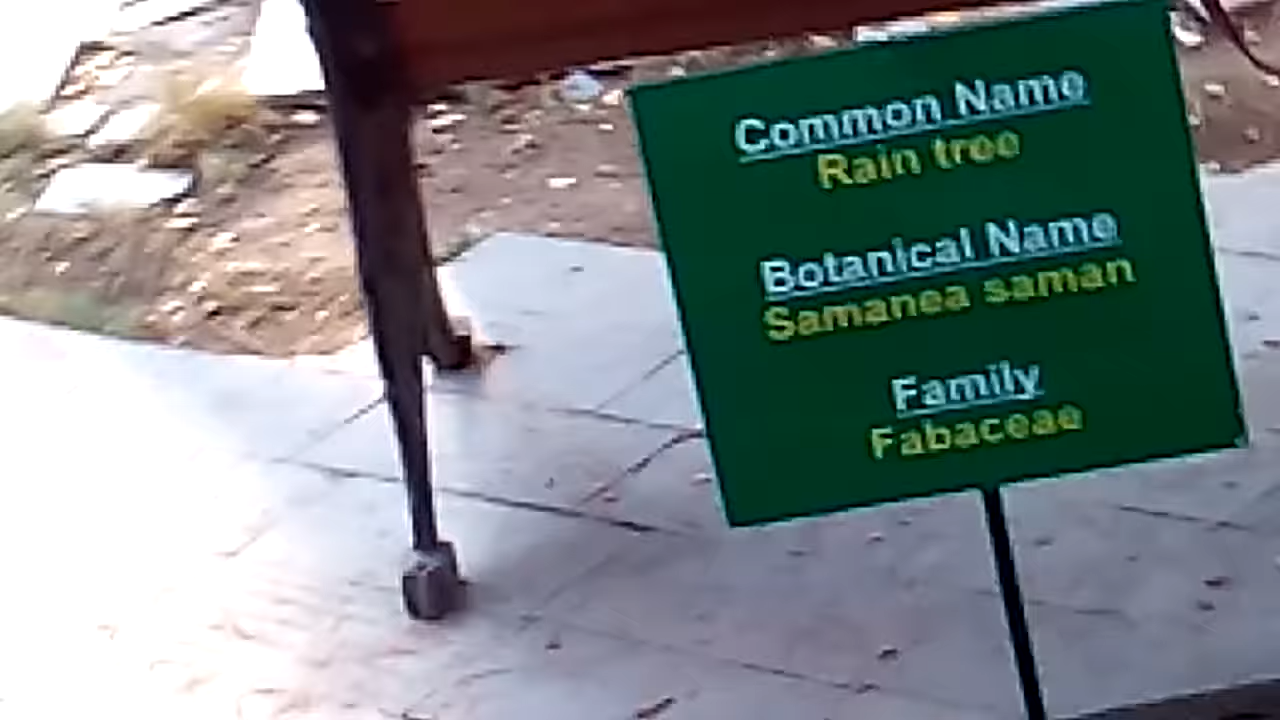 Common Name
Rain tree
Botanical Name
Samanea saman
Family
Fabaceae